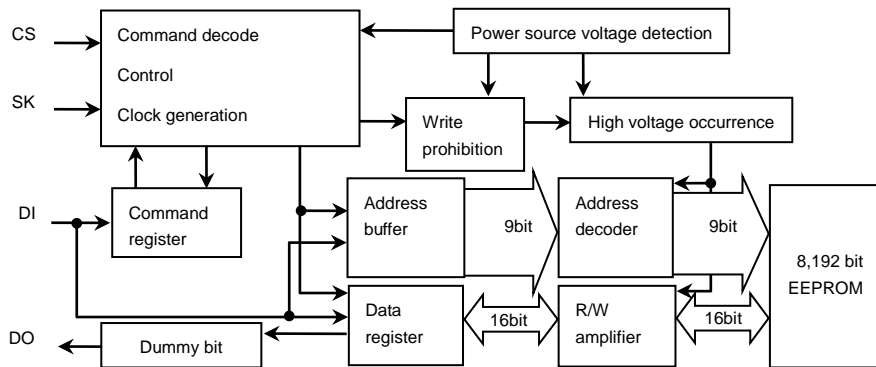 CS
Command decode
Power source voltage detection
Control
SK
Clock generation
Write
prohibition
High voltage occurrence
DI
Command
register
Address
buffer
9bit
Address
decoder
9bit
8,192 bit
EEPROM
Data
register
16bit
R/W
amplifier
16bit
DO
Dummy bit